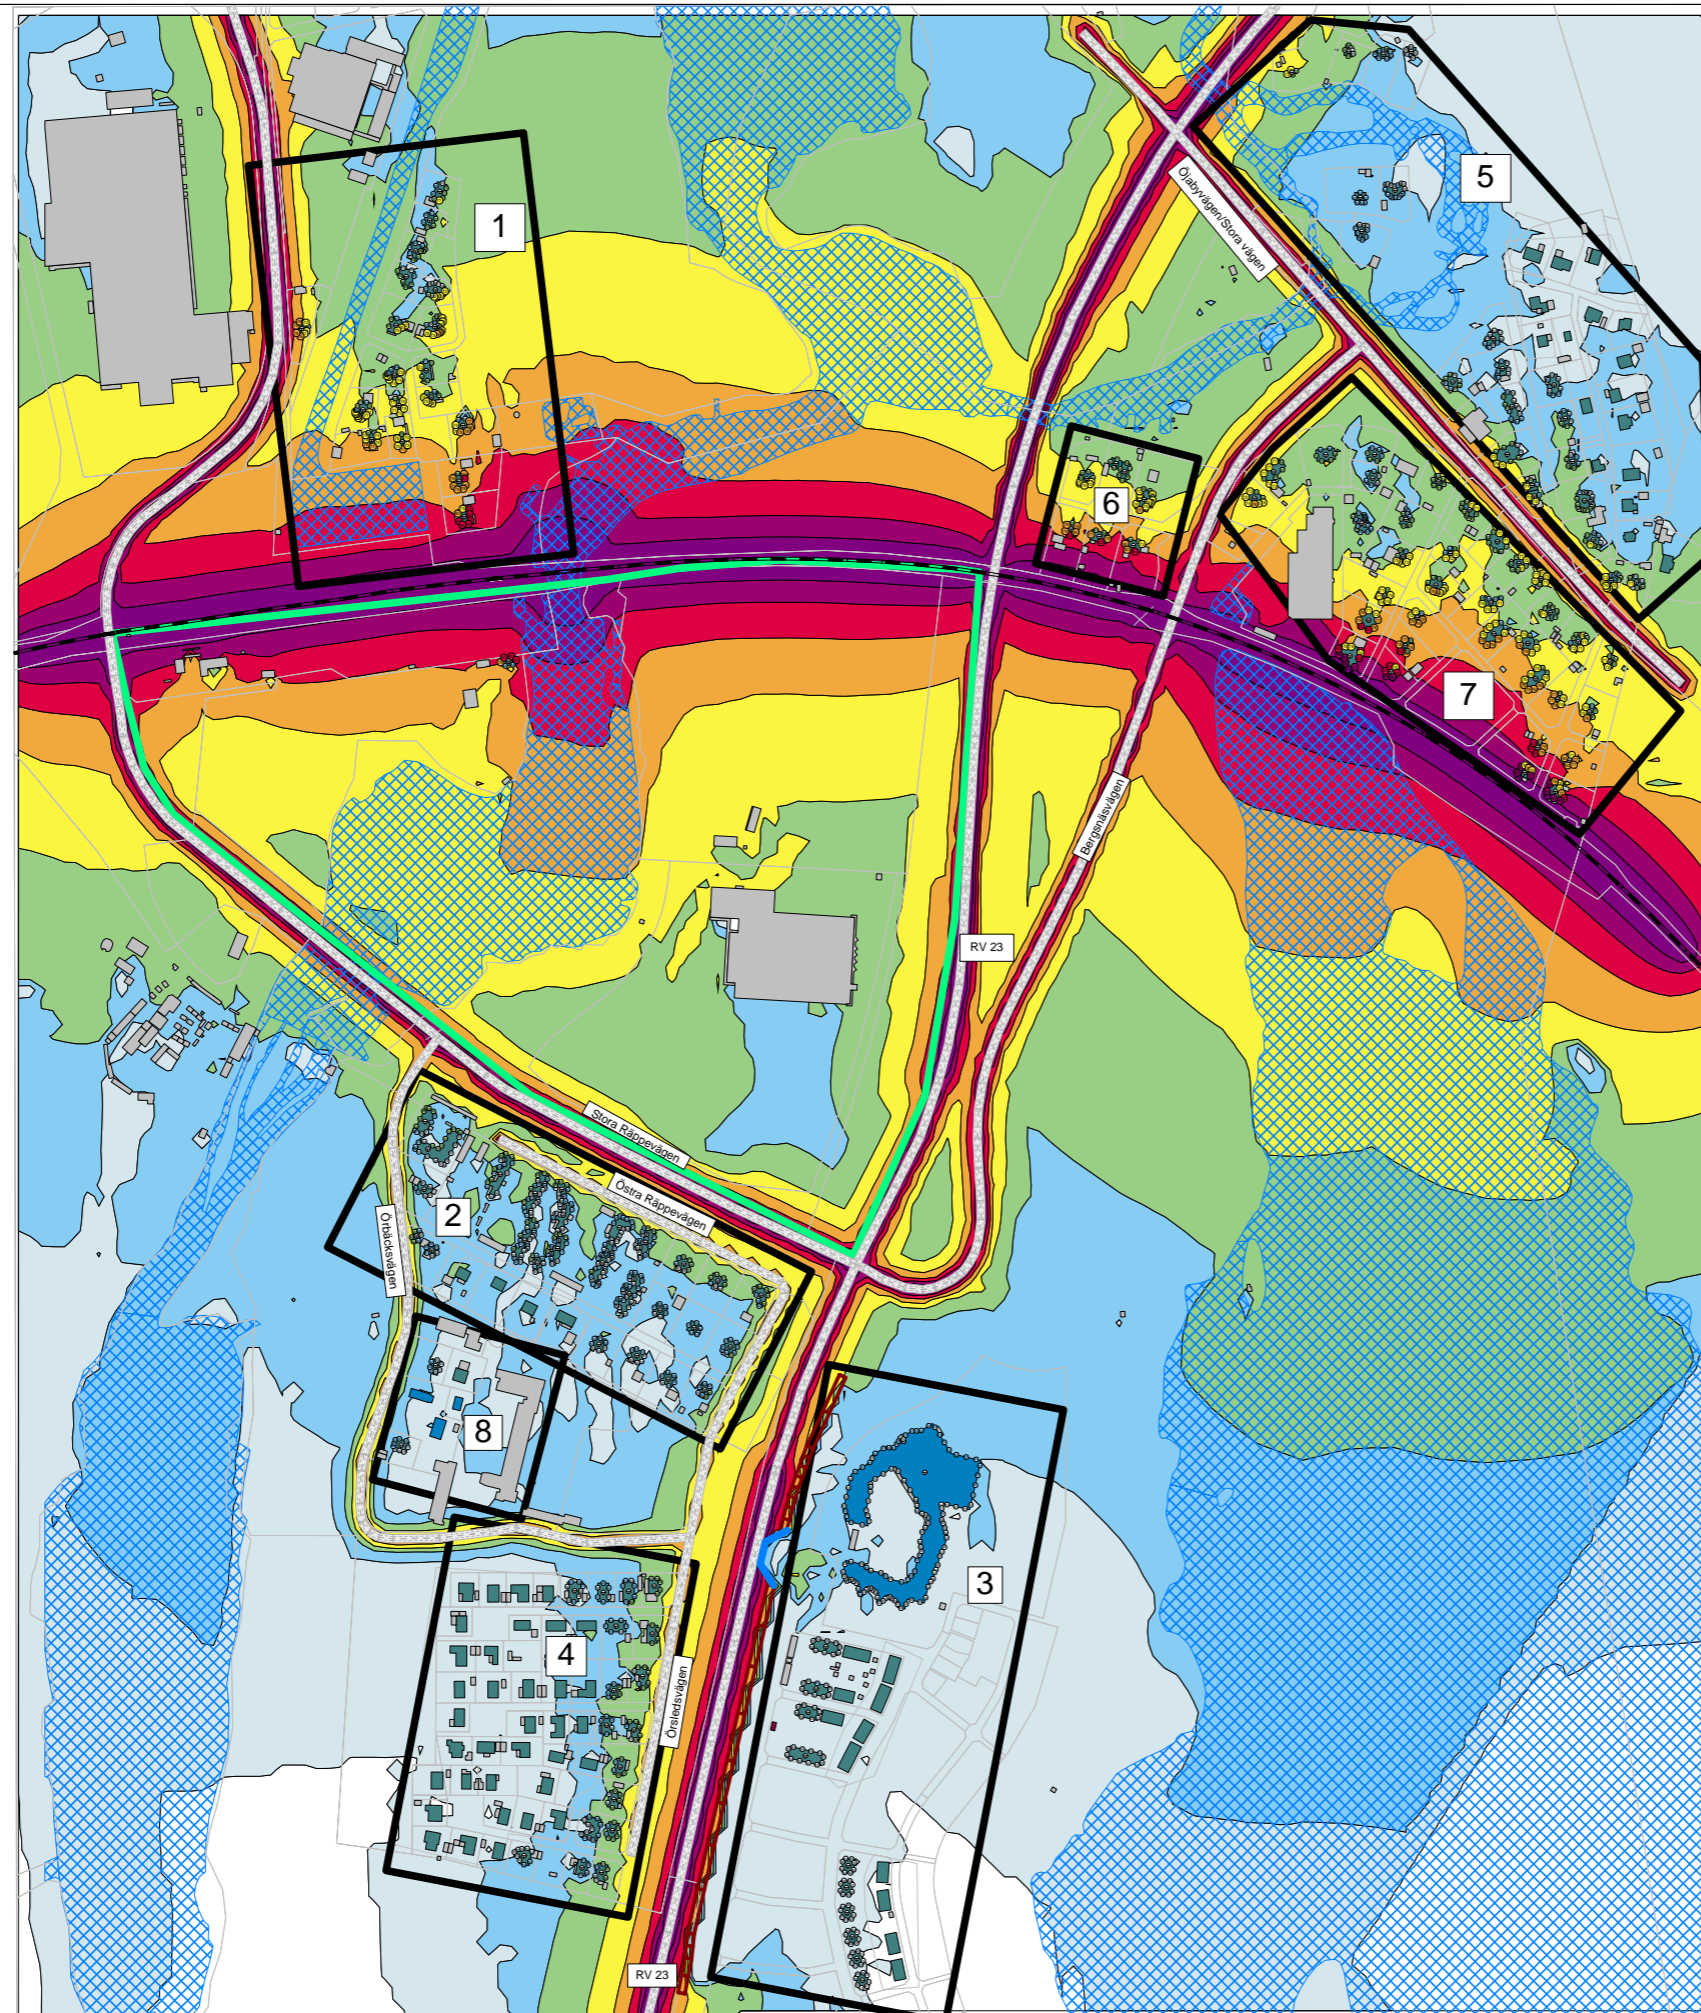 5
1
Öjabyvägen/Stora vägen
6
7
Bergsnäsvägen
RV 23
Stora Räppevägen
Östra Räppevägen
2
Örbäcksvägen
8
3
4
Örsledsvägen
RV 23